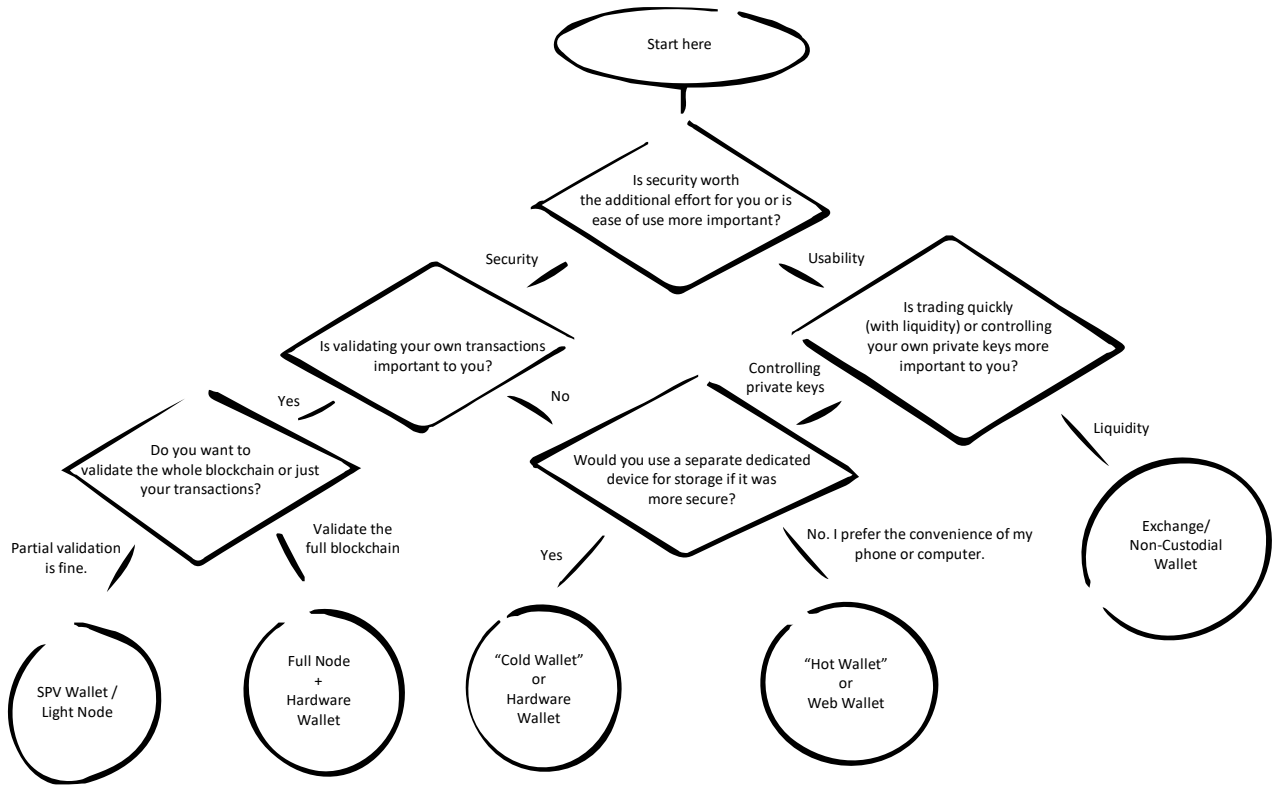 Start here
Is security worth
the additional effort for you or is
ease of use more important?
Security
Usability
Is validating your own transactions
important to you?
Is trading quickly
(with liquidity) or controlling
your own private keys more
important to you?
Yes
No
Controlling
private keys
Liquidity
Do you want to
validate the whole blockchain or just
your transactions?
Would you use a separate dedicated
device for storage if it was
more secure?
Exchange/
Non-Custodial
Wallet
Partial validation
is fine.
Validate the
full blockchain
Yes
No. I prefer the convenience of my
phone or computer.
SPV Wallet /
Light Node
Full Node
+
Hardware
Wallet
“Cold Wallet”
or
Hardware
Wallet
“Hot Wallet”
or
Web Wallet